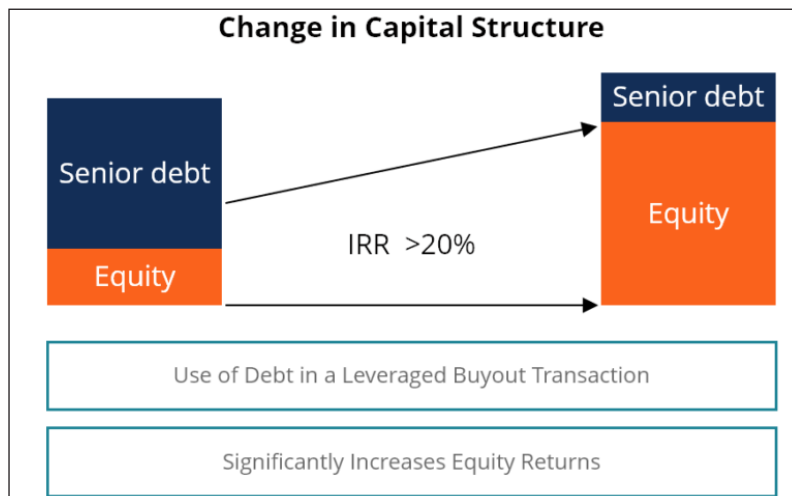 Change in Capital Structure
Senior debt
Equity
IRR >20%
Senior debt
Equity
Use of Debt in a Leveraged Buyout Transaction
Significantly Increases Equity Returns